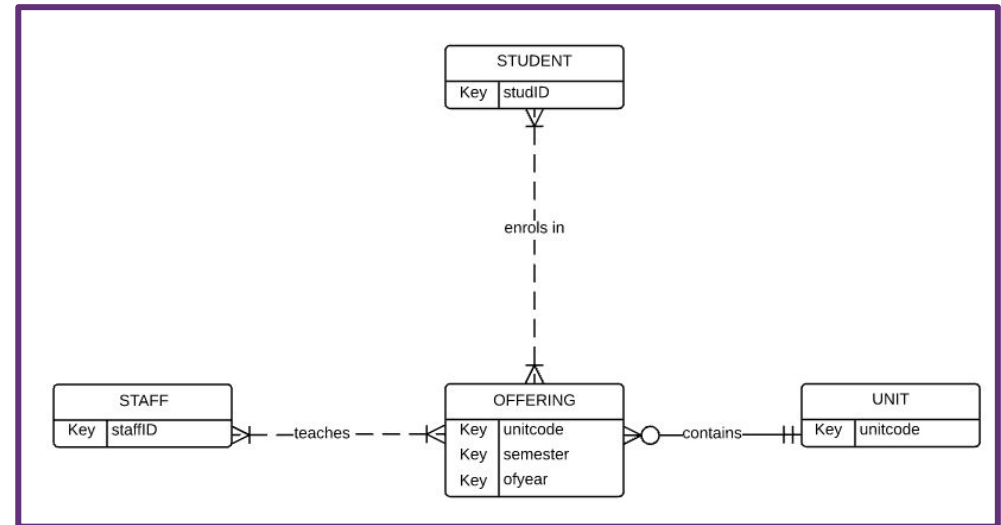 STUDENT
Key studID
enrols in
STAFF
Key staffID
teaches
OFFERING
Key unitcode
Key semester
Key ofyear
contains
UNIT
Key unitcode